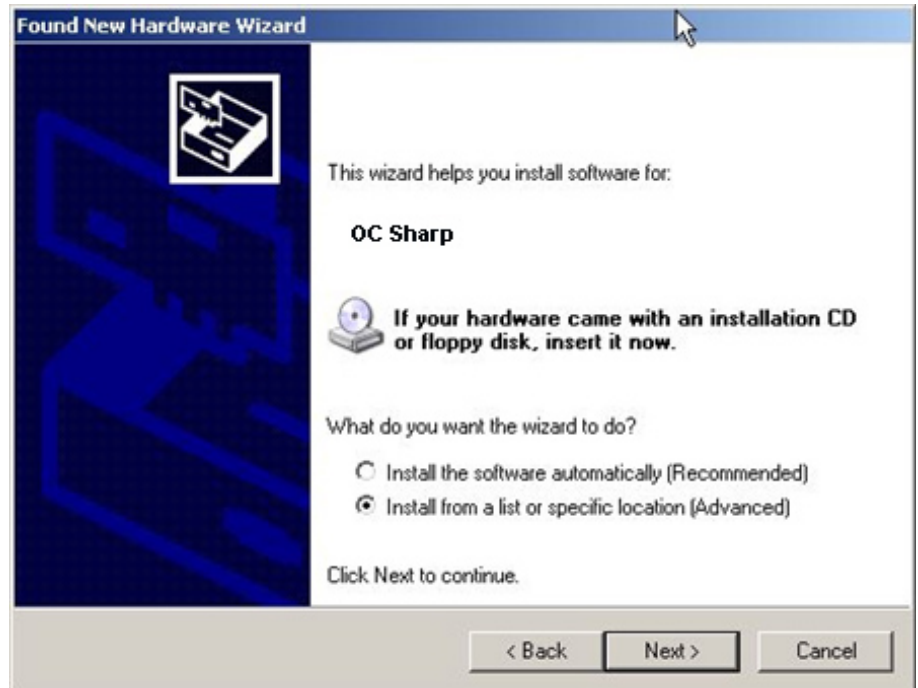 Found New Hardware Wizard
This wizard helps you install software for:
OC Sharp
If your hardware came with an installation CD
or floppy disk, insert it now.
What do you want the wizard to do?
Install the software automatically (Recommended)
Install from a list or specific location (Advanced)
Click Next to continue.
< Back Next > Cancel